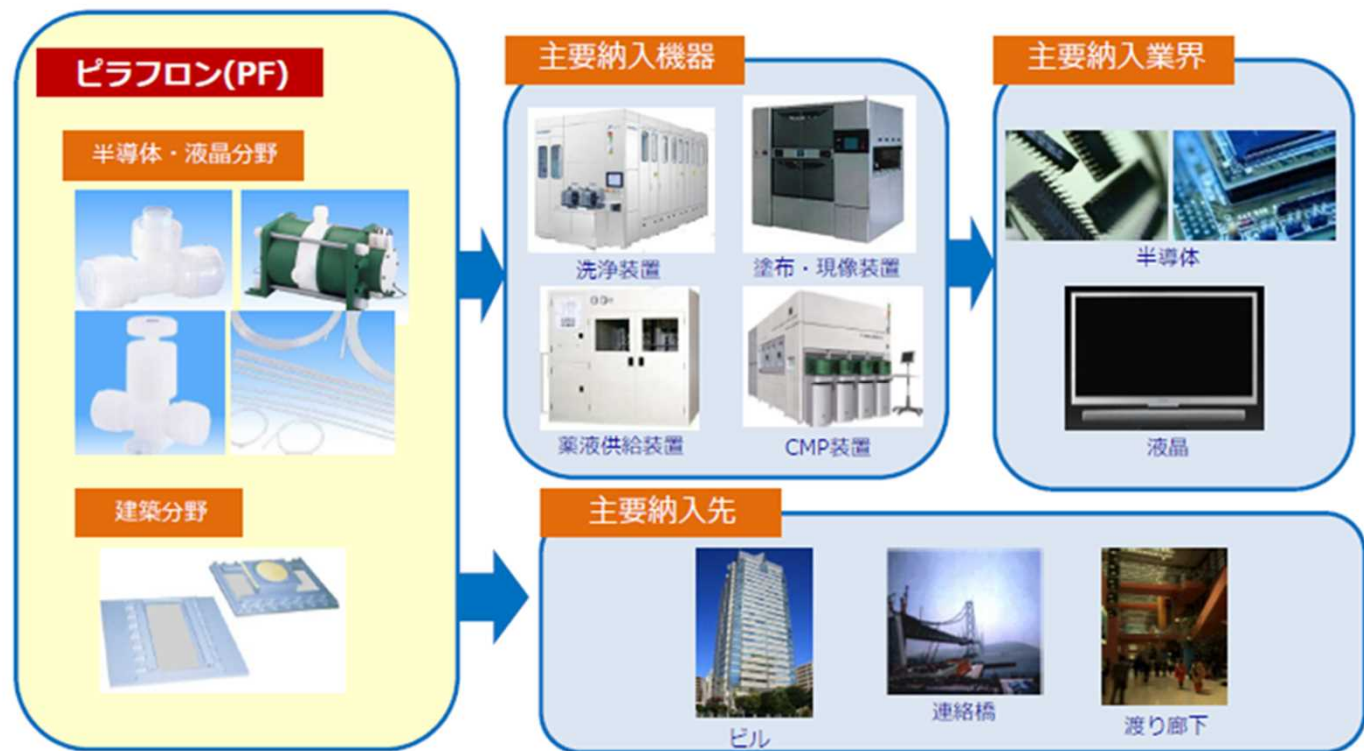 ピラフロン(PF)
半導体・液晶分野
建築分野
主要納入機器
洗浄装置
塗布・現像装置
薬液供給装置
CMP装置
主要納入業界
半導体
液晶
主要納入先
ビル
連絡橋
渡り廊下